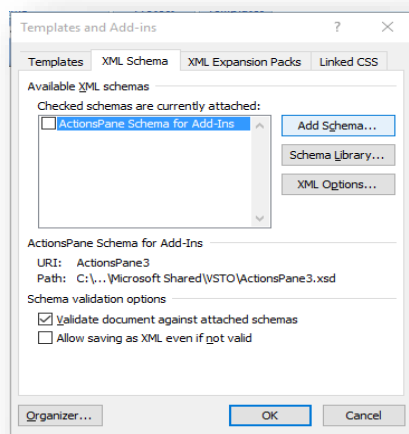 Templates and Add-ins ? ×
Templates XML Schema XML Expansion Packs Linked CSS
Available XML schemas
Checked schemas are currently attached:
ActionsPane Schema for Add-Ins
Add Schema...
Schema Library...
XML Options...
ActionsPane Schema for Add-Ins
URI: ActionsPane3
Path: C:\...\Microsoft Shared\VSTO\ActionsPane3.xsd
Schema validation options
Validate document against attached schemas
Allow saving as XML even if not valid
Organizer... OK Cancel